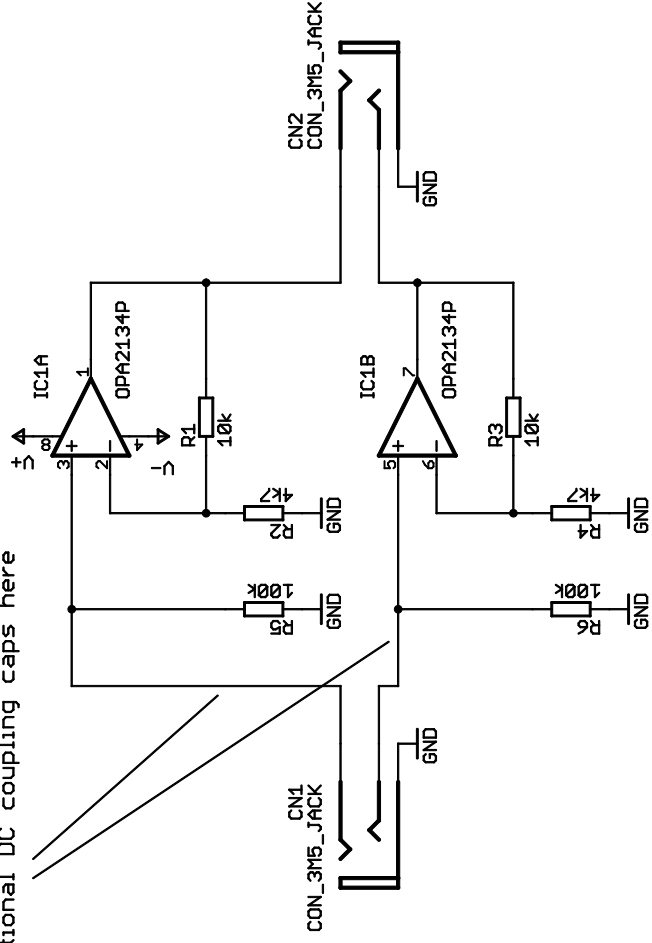 tional DC coupling caps here
V+
IC1A
8
3
+
1
2
-
4
V-
OPA2134P
R1
10k
R2
4k7
GND
R5
100k
GND
CN2
CON_3M5_JACK
GND
IC1B
5
+
7
6
-
OPA2134P
R3
10k
R4
4k7
GND
R6
100k
GND
CN1
CON_3M5_JACK
GND